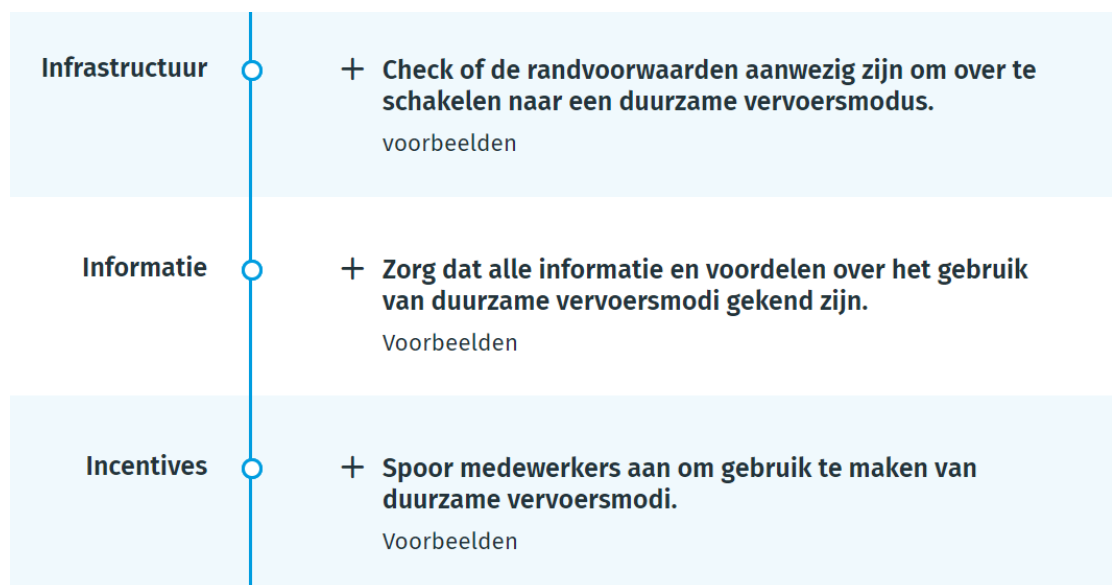 Infrastructuur
+ Check of de randvoorwaarden aanwezig zijn om over te
schakelen naar een duurzame vervoersmodus.
voorbeelden
Informatie
+ Zorg dat alle informatie en voordelen over het gebruik
van duurzame vervoersmodi gekend zijn.
Voorbeelden
Incentives
+ Spoor medewerkers aan om gebruik te maken van
duurzame vervoersmodi.
Voorbeelden